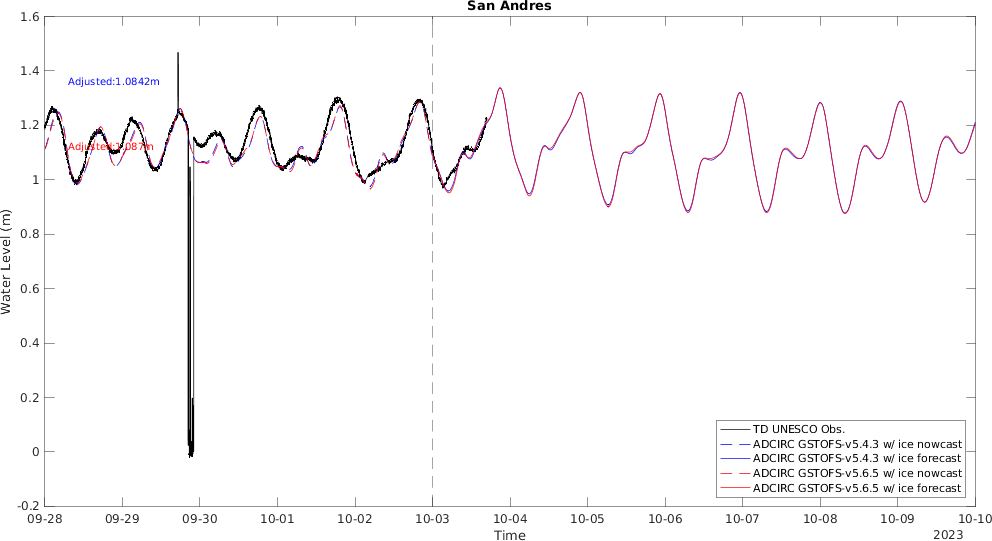 San Andres
1.6
1.4
1.2
1
0.8
0.6
0.4
0.2
0
-0.2
Water Level (m)
Adjusted:1.0842m
Adjusted:1.087m
TD UNESCO Obs.
ADCIRC GSTOFS-v5.4.3 w/ ice nowcast
ADCIRC GSTOFS-v5.4.3 w/ ice forecast
ADCIRC GSTOFS-v5.6.5 w/ ice nowcast
ADCIRC GSTOFS-v5.6.5 w/ ice forecast
09-28 09-29 09-30 10-01 10-02 10-03 10-04 10-05 10-06 10-07 10-08 10-09 10-10
Time
2023